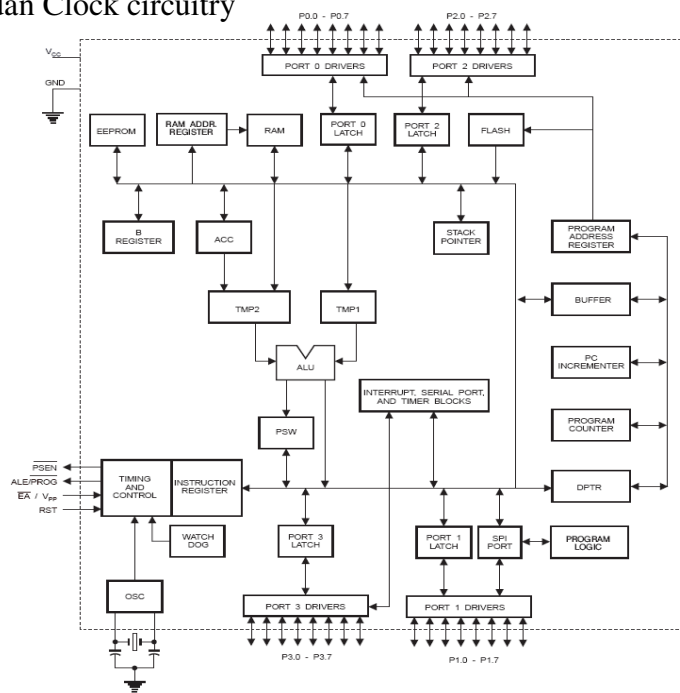 dan Clock circuitry
P0.0 - P0.7
P2.0 - P2.7
VCC
GND
PORT 0 DRIVERS
PORT 2 DRIVERS
EEPROM
RAM ADDR.
REGISTER
RAM
PORT 0
LATCH
PORT 2
LATCH
FLASH
B
REGISTER
ACC
STACK
POINTER
PROGRAM
ADDRESS
REGISTER
TMP2
TMP1
BUFFER
ALU
PC
INCREMENTER
INTERRUPT, SERIAL PORT,
AND TIMER BLOCKS
PSW
PROGRAM
COUNTER
PSEN
ALE/PROG
EA / VPP
RST
TIMING
AND
CONTROL
INSTRUCTION
REGISTER
DPTR
WATCH
DOG
PORT 3
LATCH
PORT 1
LATCH
SPI
PORT
PROGRAM
LOGIC
OSC
PORT 3 DRIVERS
PORT 1 DRIVERS
P3.0 - P3.7
P1.0 - P1.7